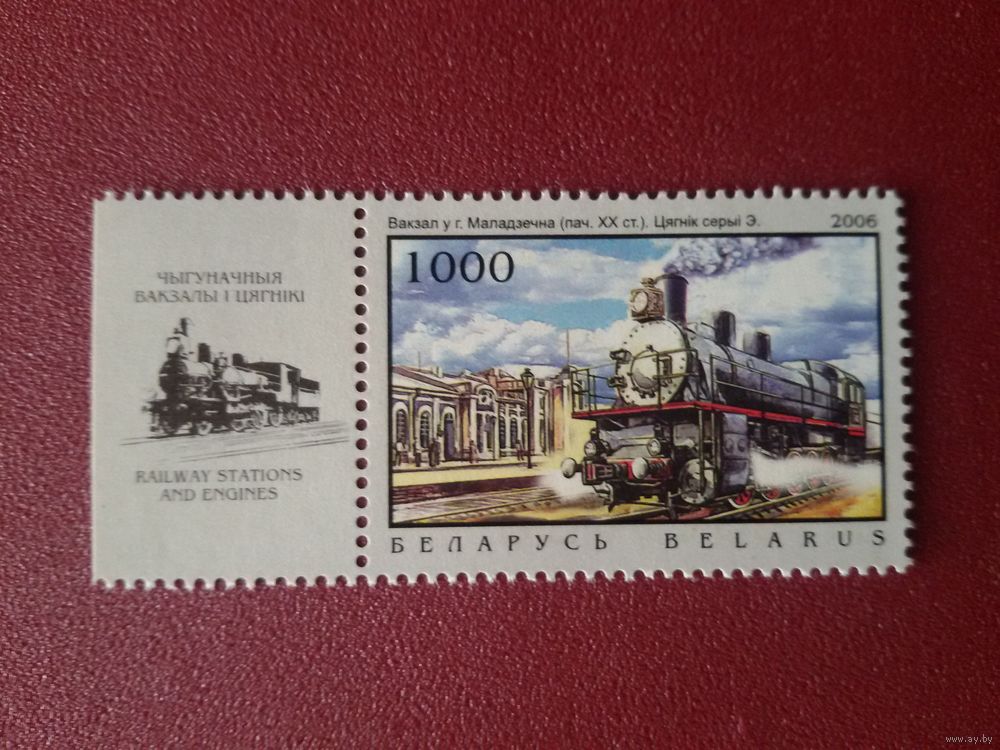 ЧЫГУНАЧНЫЯ
ВАКЗАЛЫ І ЦЯГНІКІ
RAILWAY STATIONS
AND ENGINES
Вакзал у г. Маладзечна (пач. XX ст.). Цягнік серыі Э.
2006
1000
БЕЛАРУСЬ BELARUS
www.ay.by